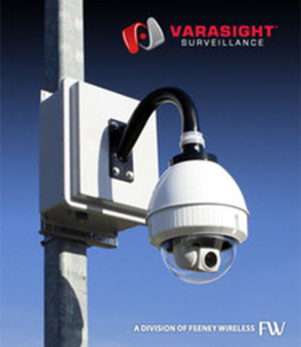 VARASIGHT
SURVEILLANCE
A DIVISION OF FEENEY WIRELESS FW